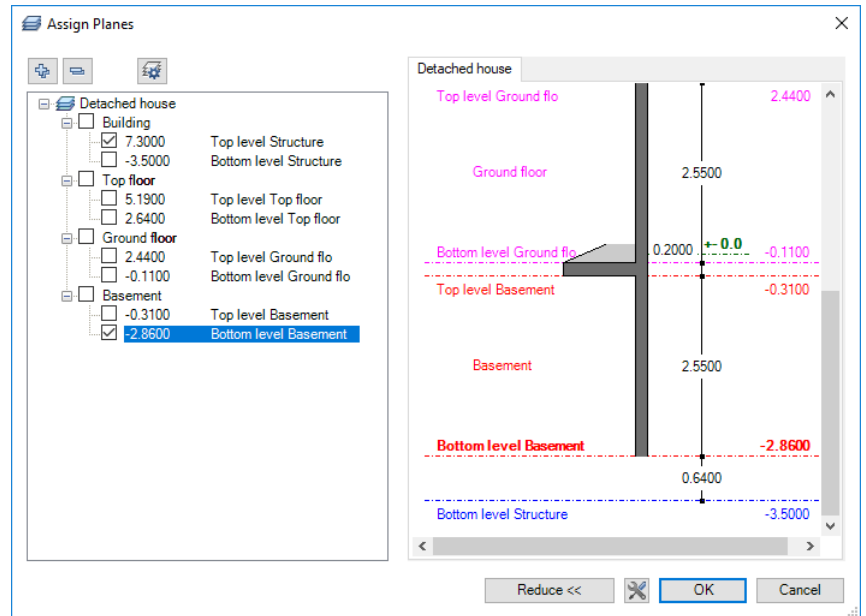 Assign Planes
Detached house
Building
7.3000 Top level Structure
-3.5000 Bottom level Structure
Top floor
5.1900 Top level Top floor
2.6400 Bottom level Top floor
Ground floor
2.4400 Top level Ground flo
-0.1100 Bottom level Ground flo
Basement
-0.3100 Top level Basement
-2.8600 Bottom level Basement
Detached house
Top level Ground flo 2.4400
Ground floor 2.5500
Bottom level Ground flo 0.2000 +- 0.0 -0.1100
Top level Basement -0.3100
Basement 2.5500
Bottom level Basement -2.8600
0.6400
Bottom level Structure -3.5000
Reduce << OK Cancel